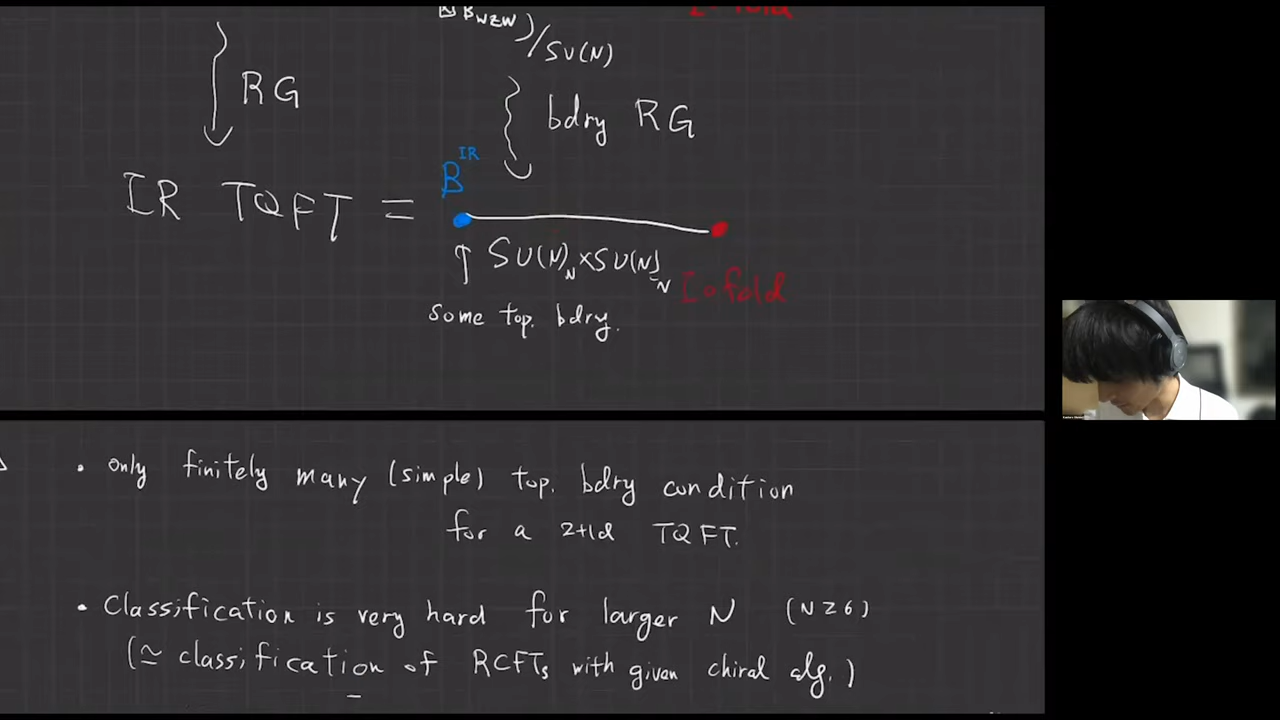 B_WZW)/SU(N)
RG
bdry RG
B^IR
IR TQFT =
SU(N)_N × SU(N)_-N
I-fold
some top. bdry.
• only finitely many (simple) top. bdry condition
for a 2+1d TQFT.
• Classification is very hard for larger N (N≥6)
(≃ classification of RCFTs with given chiral alg.)